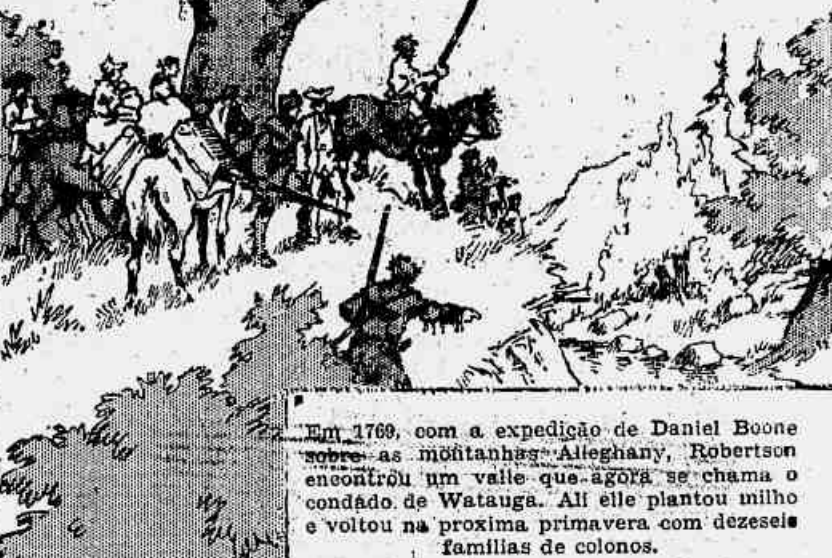 Em 1769, com a expedição de Daniel Boone
sobre as montanhas Alleghany, Robertson
encontrou um valle que agora se chama o
condado de Watauga. Ali elle plantou milho
e voltou na proxima primavera com dezeseis
familias de colonos.